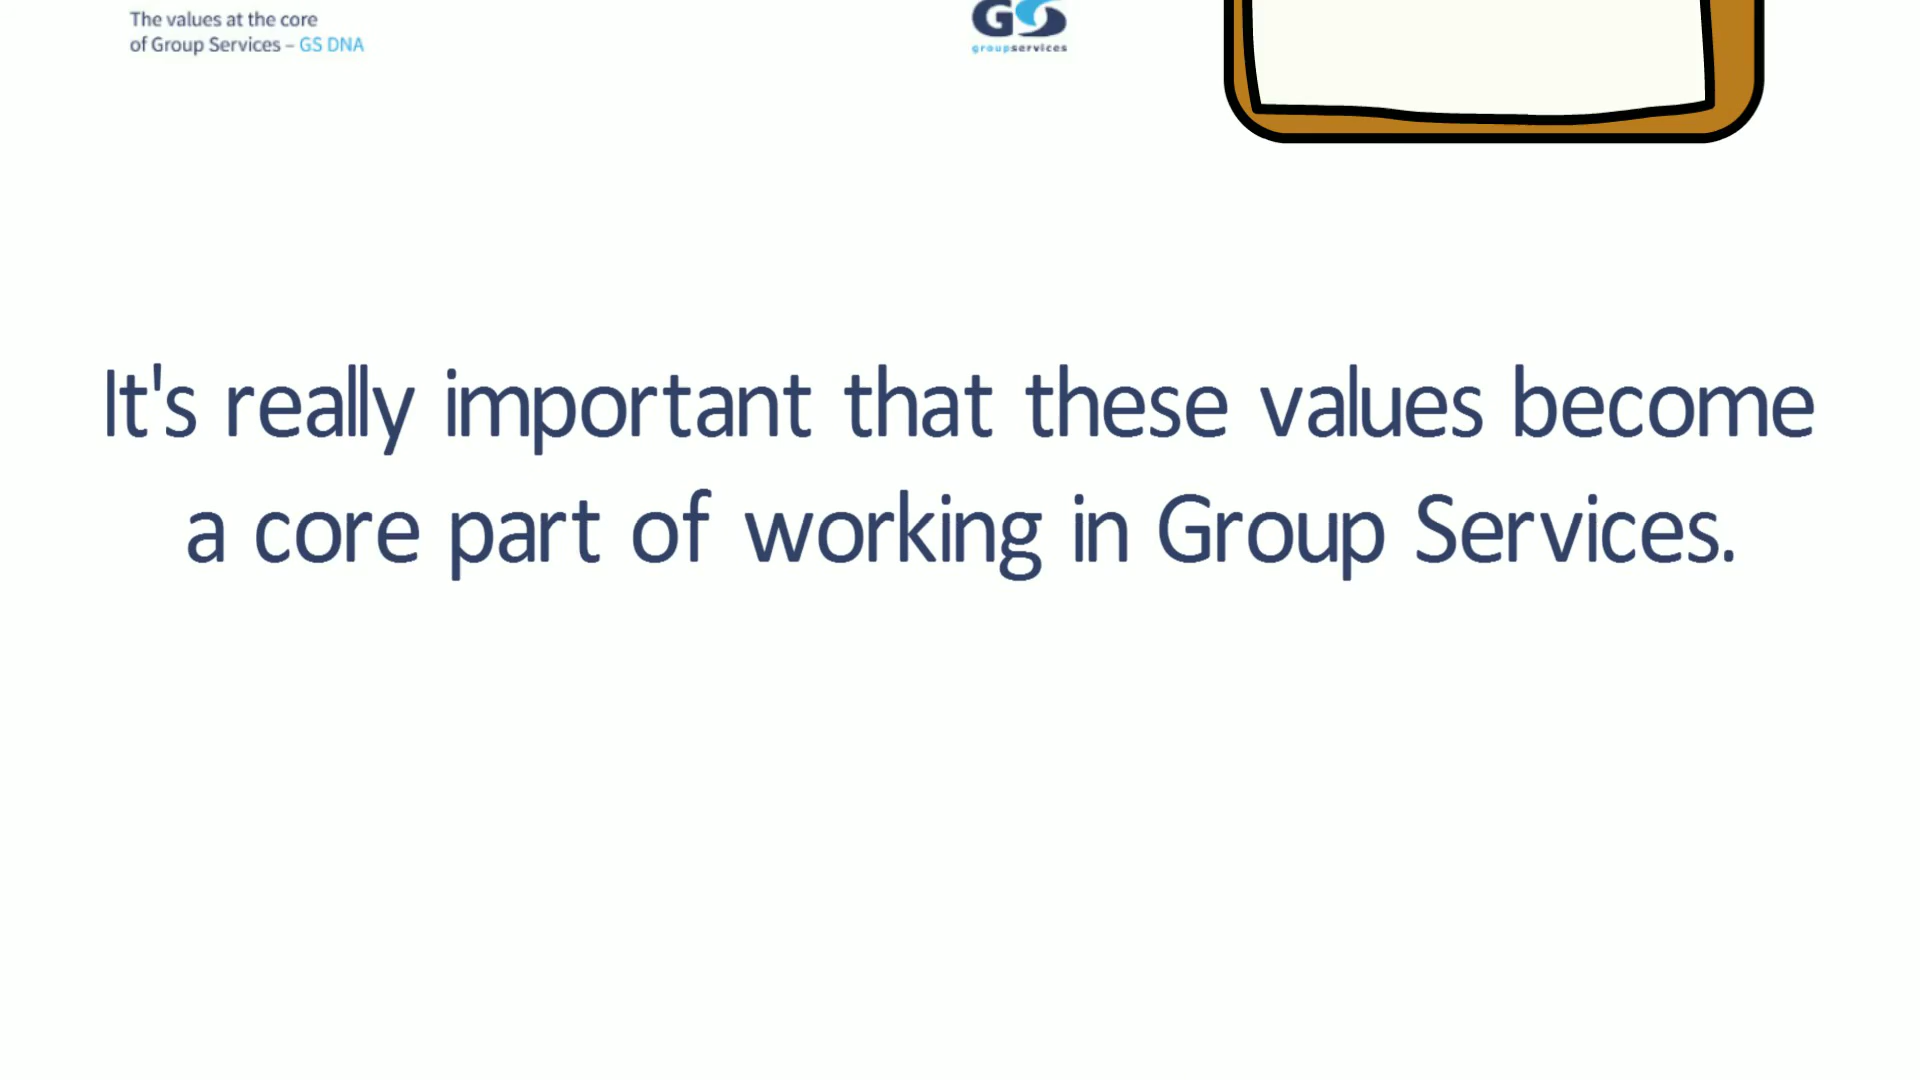 The values at the core
of Group Services – GS DNA
GS
groupservices
It's really important that these values become
a core part of working in Group Services.